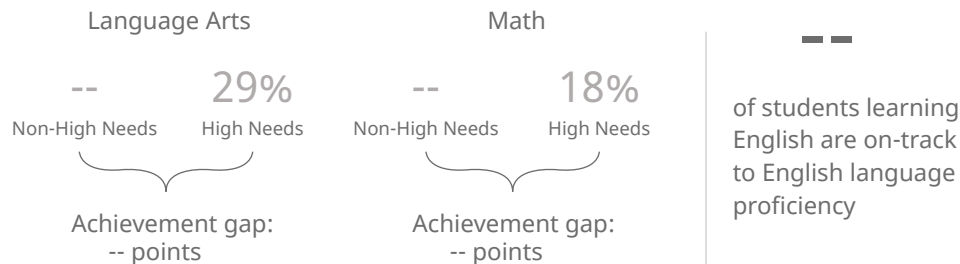 Language Arts
--
29%
Non-High Needs
High Needs
Achievement gap:
-- points
Math
--
18%
Non-High Needs
High Needs
Achievement gap:
-- points
--
of students learning
English are on-track
to English language
proficiency